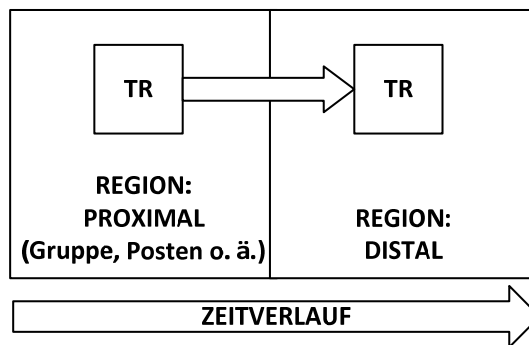 TR
TR
REGION:
PROXIMAL
(Gruppe, Posten o. ä.)
REGION:
DISTAL
ZEITVERLAUF